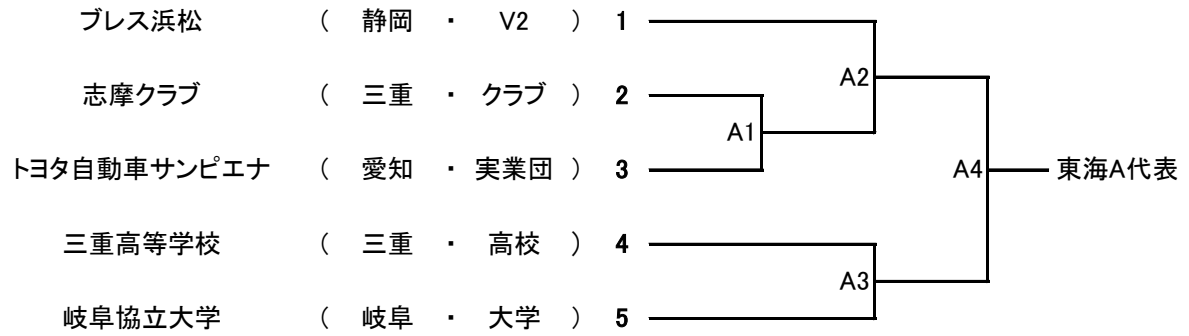 ブレス浜松 ( 静岡 ・ V2 ) 1
A2
志摩クラブ ( 三重 ・ クラブ ) 2
A1
トヨタ自動車サンピエナ ( 愛知 ・ 実業団 ) 3
A4 東海A代表
三重高等学校 ( 三重 ・ 高校 ) 4
A3
岐阜協立大学 ( 岐阜 ・ 大学 ) 5